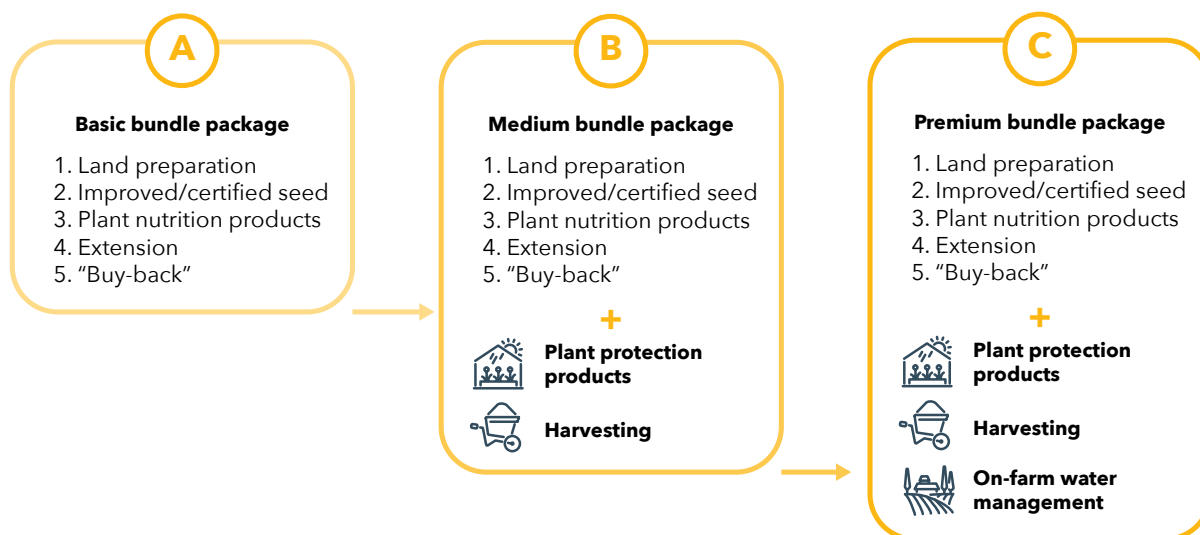 A
Basic bundle package
1. Land preparation
2. Improved/certified seed
3. Plant nutrition products
4. Extension
5. “Buy-back”
B
Medium bundle package
1. Land preparation
2. Improved/certified seed
3. Plant nutrition products
4. Extension
5. “Buy-back”
+
Plant protection
products
Harvesting
C
Premium bundle package
1. Land preparation
2. Improved/certified seed
3. Plant nutrition products
4. Extension
5. “Buy-back”
+
Plant protection
products
Harvesting
On-farm water
management